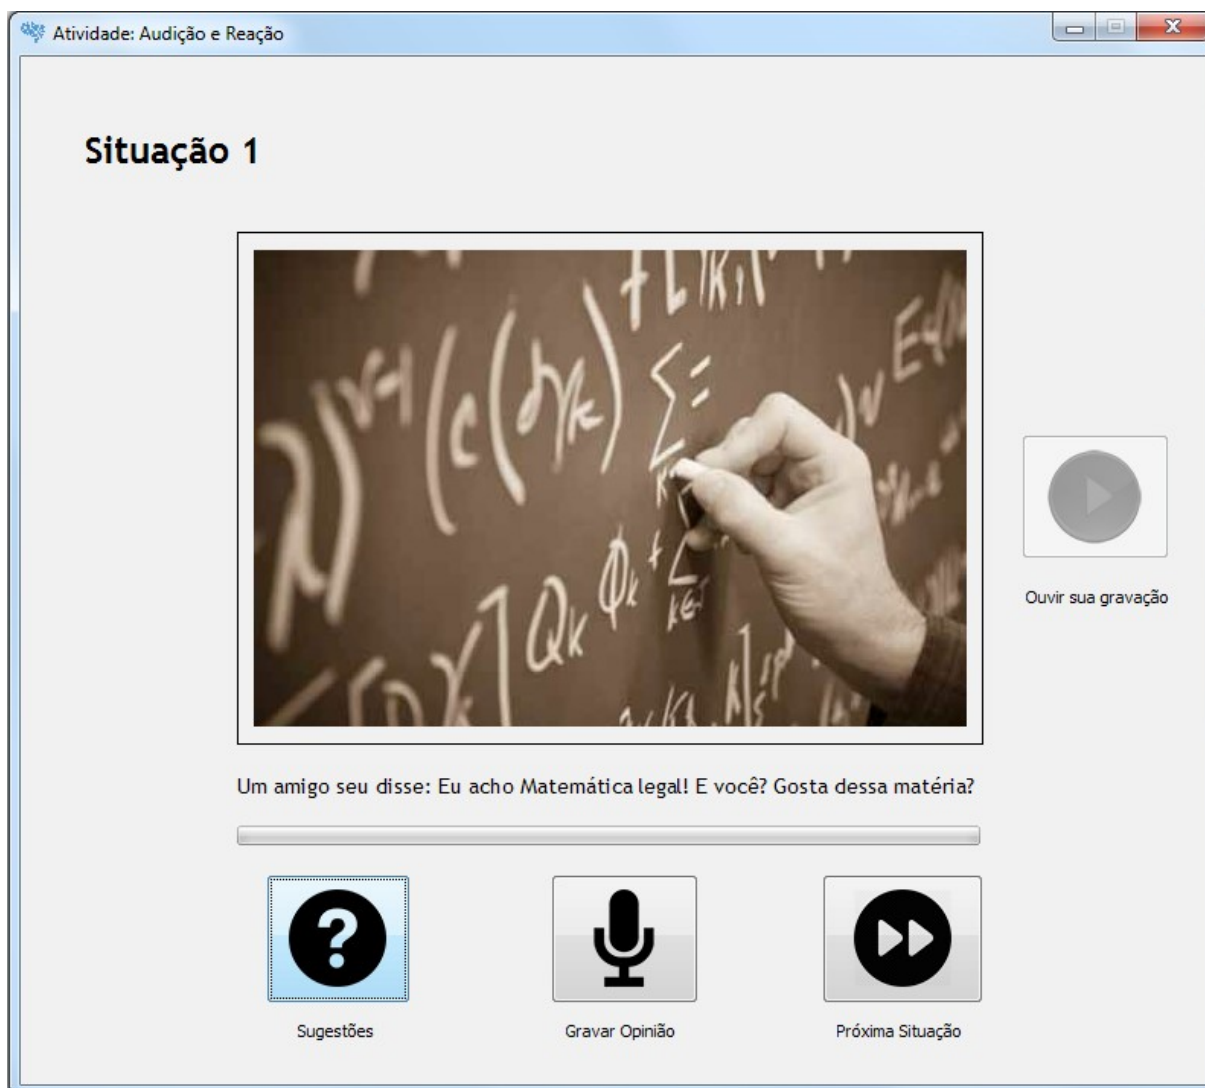 Atividade: Audição e Reação
Situação 1
Um amigo seu disse: Eu acho Matemática legal! E você? Gosta dessa matéria?
Ouvir sua gravação
Sugestões
Gravar Opinião
Próxima Situação